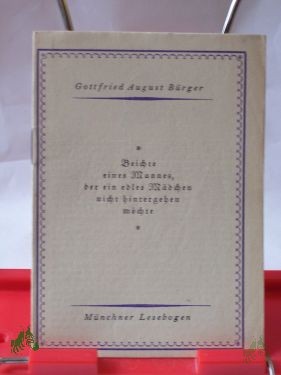 Gottfried August Bürger
*
Beichte
eines Mannes,
der ein edles Mädchen
nicht hintergehen
möchte
*
Münchner Lesebogen